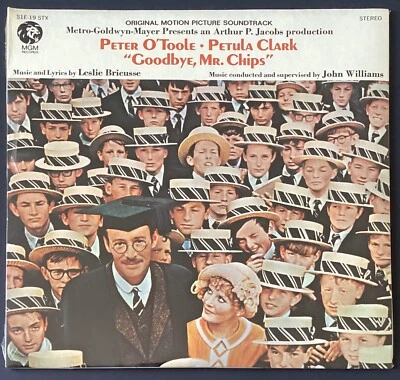 S1E-19 STX
ORIGINAL MOTION PICTURE SOUNDTRACK
STEREO
Metro-Goldwyn-Mayer Presents an Arthur P. Jacobs production
MGM
RECORDS
PETER O'TOOLE · PETULA CLARK
"GOODBYE, MR. CHIPS"
Music and Lyrics by Leslie Bricusse
Music conducted and supervised by John Williams